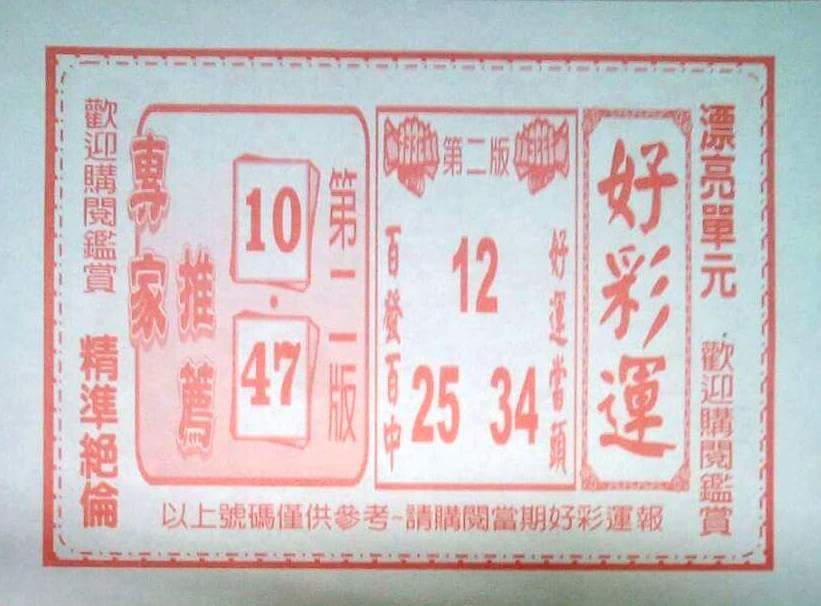 漂亮單元 歡迎購閱鑑賞
好彩運
第二版
好運當頭
12
25 34
百發百中
第一二版
10.47
專家推薦
歡迎購閱鑑賞 精準絕倫
以上號碼僅供參考-請購閱當期好彩運報